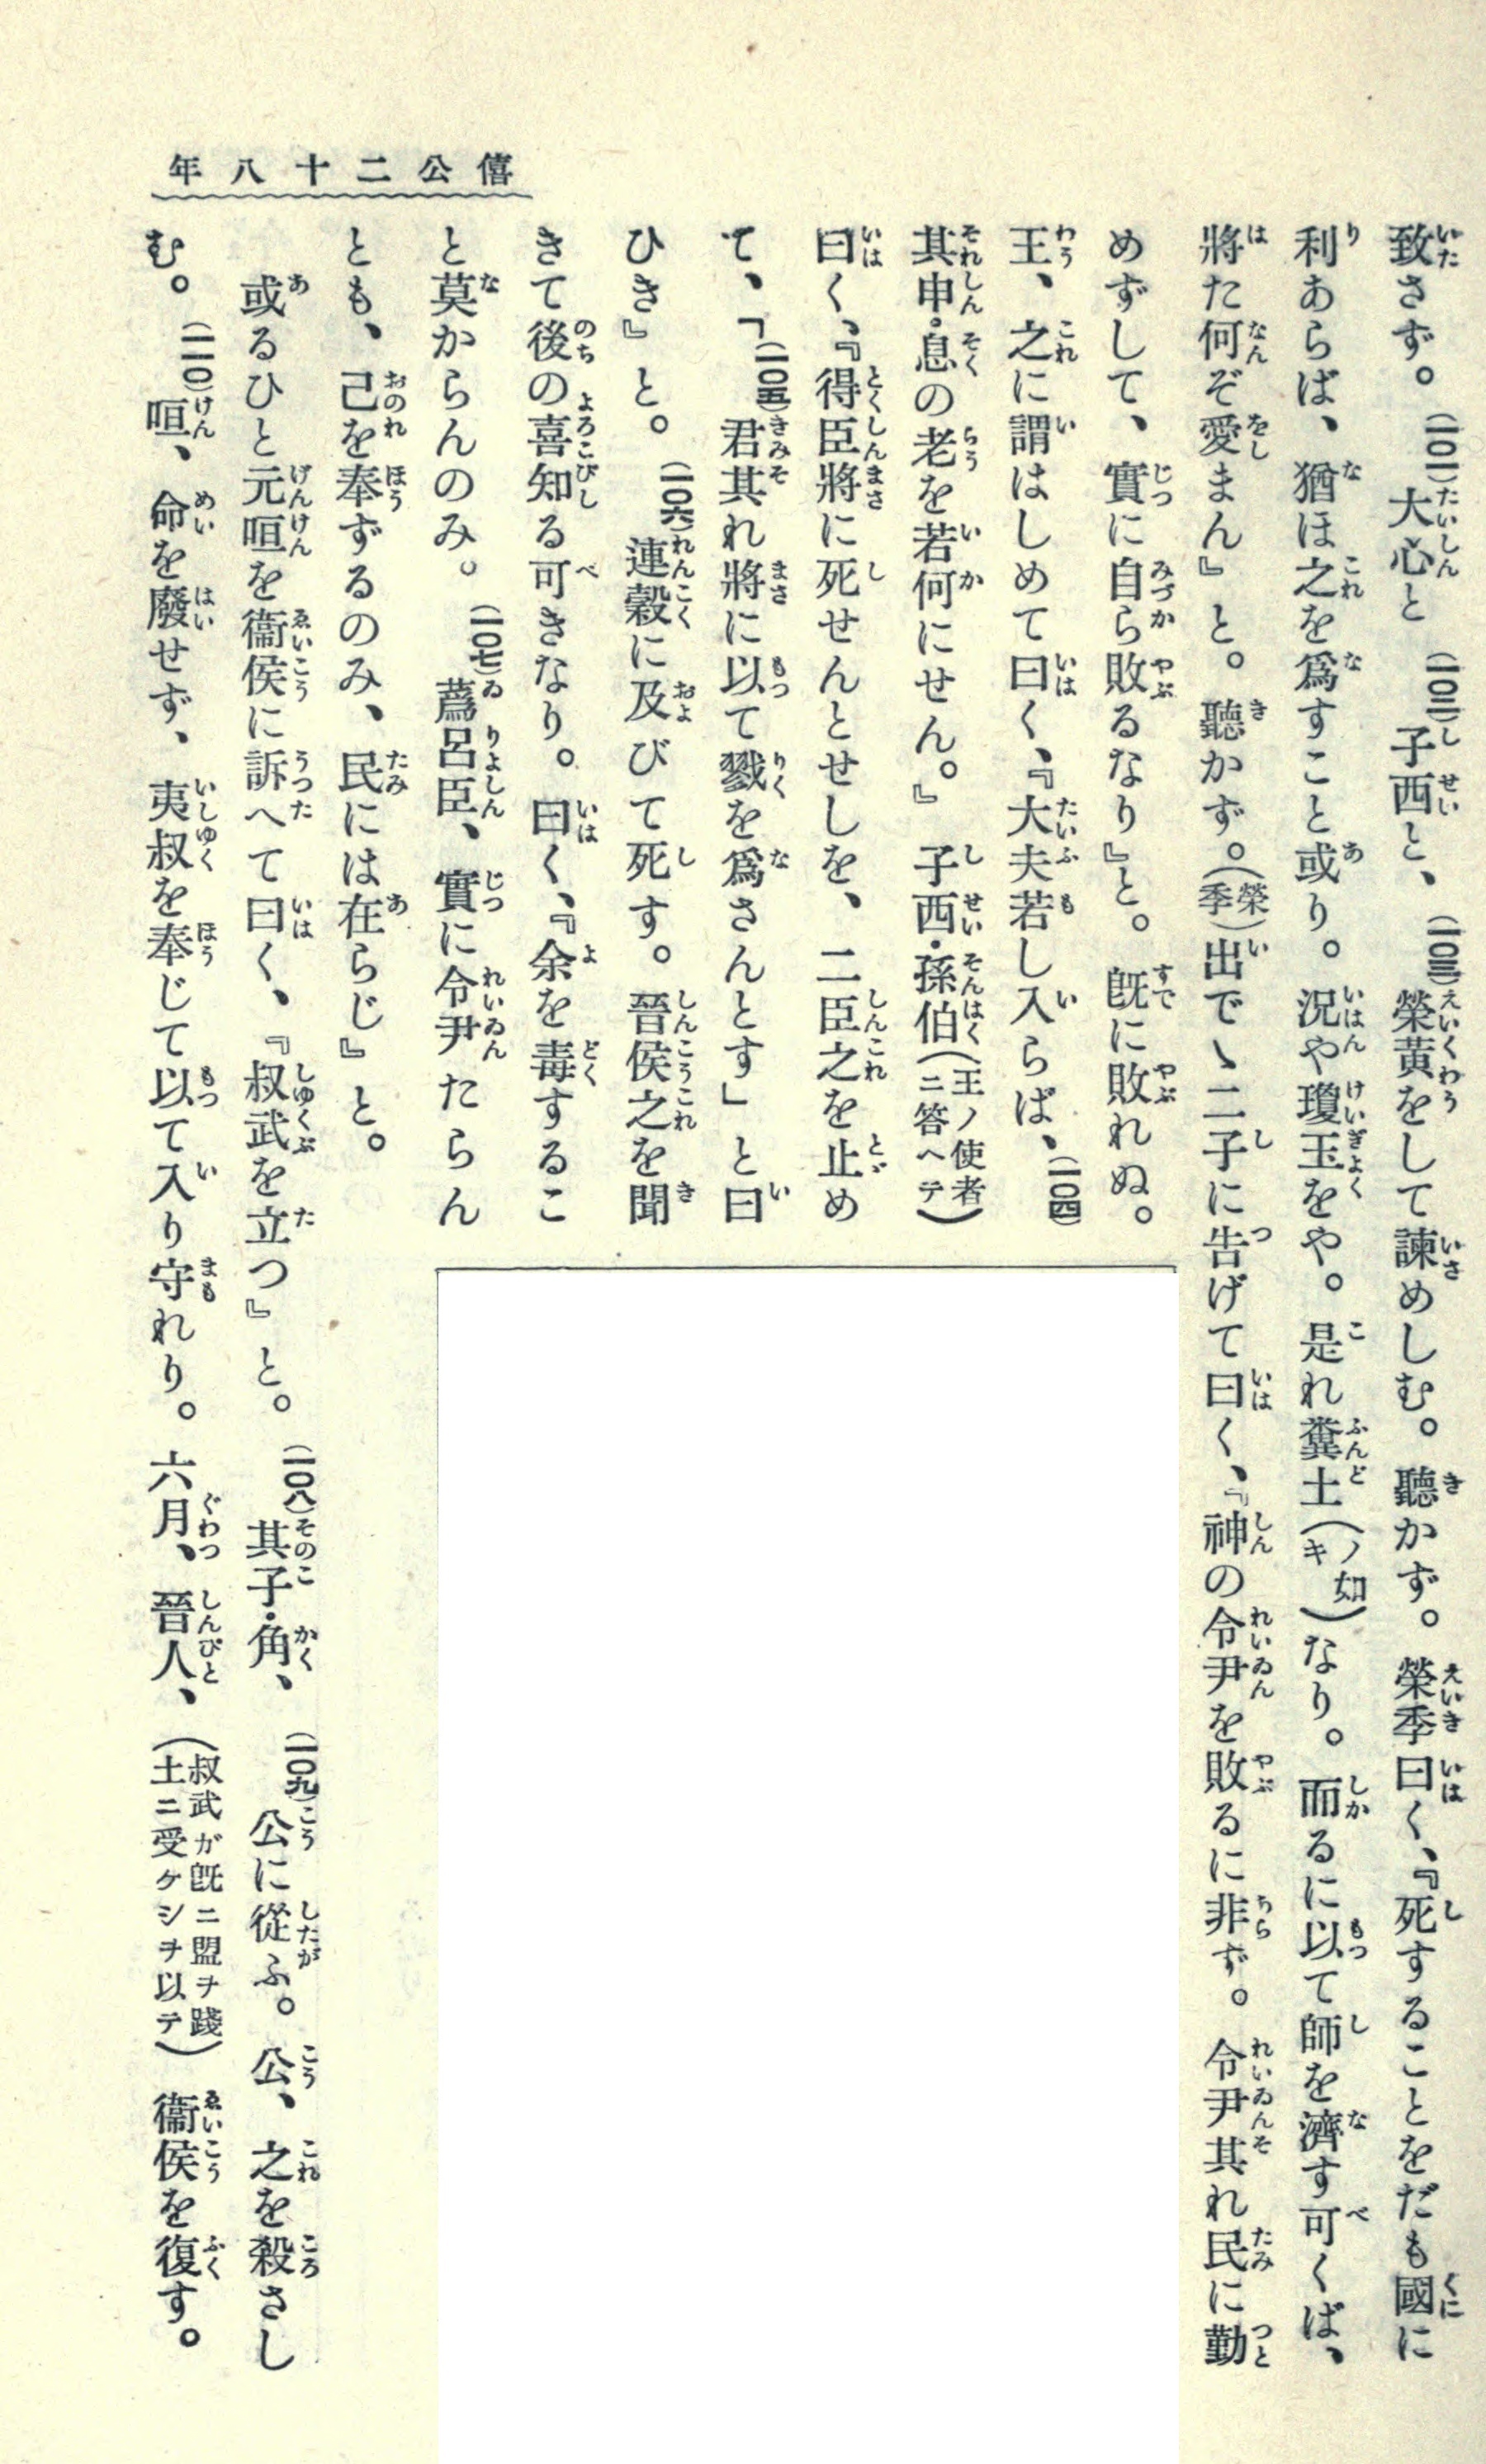 僖公二十八年
致さず。(一〇一)大心と(一〇二)子西と、(一〇三)榮黃をして諫めしむ。聽かず。榮季曰く、『死することをだも國に
利あらば、猶ほ之を爲すこと或り。況や瓊玉をや。是れ糞土(ノ如キ)なり。而るに以て師を濟す可くば、
將た何ぞ愛まん』と。聽かず。(榮季)出でゝ二子に告げて曰く、『神の令尹を敗るに非ず。令尹其れ民に勤
めずして、實に自ら敗るなり』と。既に敗れぬ。
王、之に謂はしめて曰く、『大夫若し入らば、(一〇四)
其申・息の老を若何にせん。』子西・孫伯(王ノ使者ニ答ヘテ)
曰く、『得臣將に死せんとせしを、二臣之を止め
て、「(一〇五)君其れ將に以て戮を爲さんとす」と曰
ひき』と。(一〇六)連穀に及びて死す。晉侯之を聞
きて後の喜知る可きなり。曰く、『余を毒するこ
と莫からんのみ。(一〇七)蔿呂臣、實に令尹たらん
とも、己を奉ずるのみ、民には在らじ』と。
或るひと元咺を衞侯に訴へて曰く、『叔武を立つ』と。(一〇八)其子・角、(一〇九)公に從ふ。公、之を殺さし
む。(一一〇)咺、命を廢せず、夷叔を奉じて以て入り守れり。六月、晉人、(叔武ガ既ニ盟ヲ踐土ニ受ケシヲ以テ)衞侯を復す。